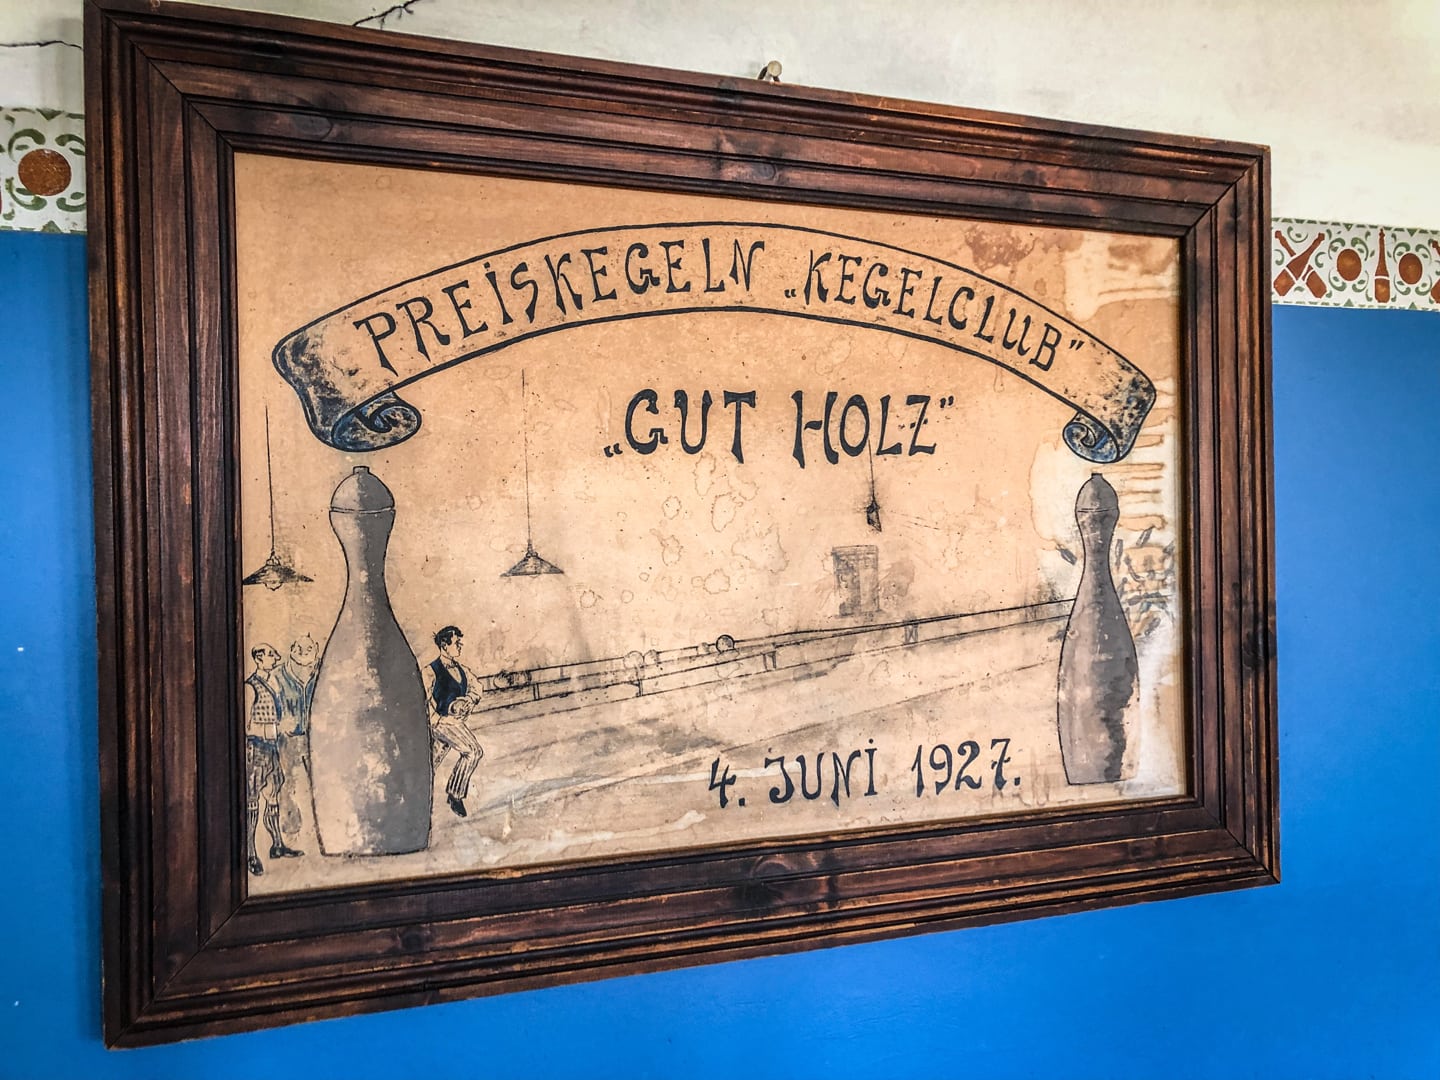 PREISKEGELN „KEGELCLUB”
„GUT HOLZ”
4. JUNI 1927.